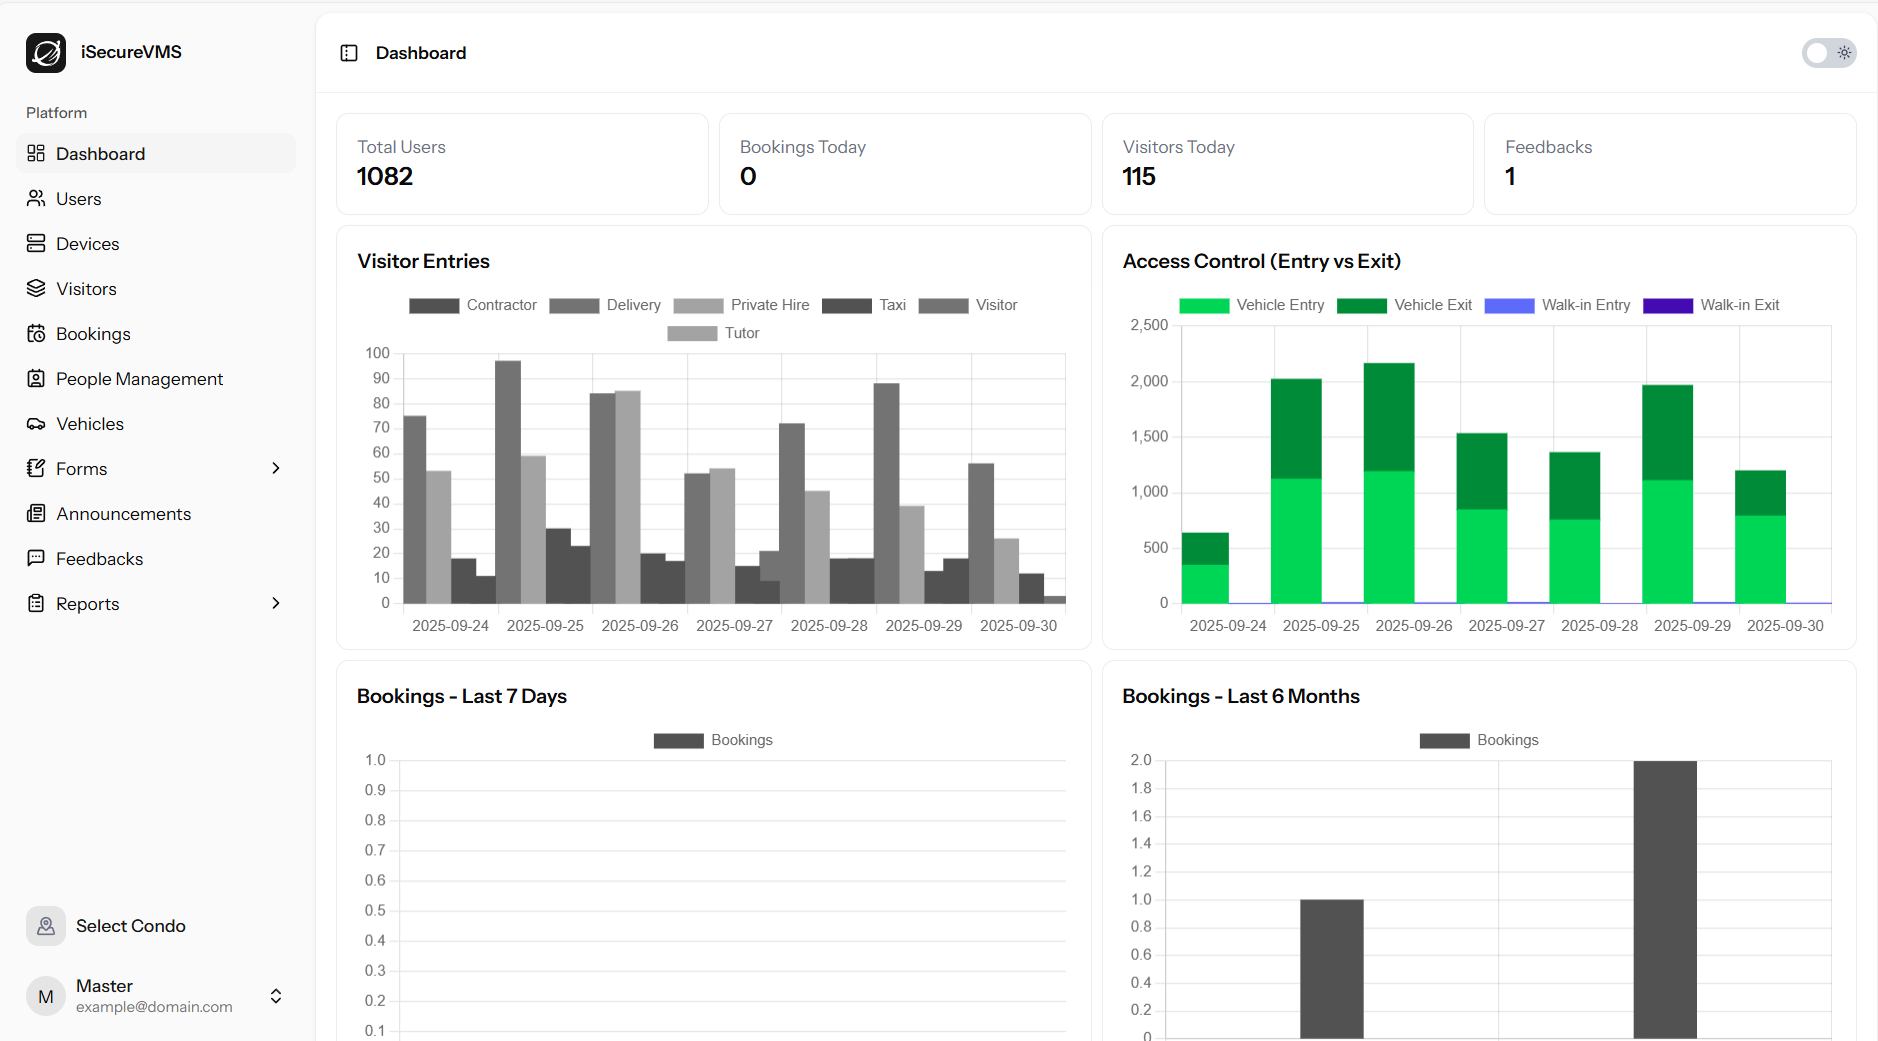 iSecureVMS
Platform
Dashboard
Users
Devices
Visitors
Bookings
People Management
Vehicles
Forms
Announcements
Feedbacks
Reports
Select Condo
M
Master
example@domain.com
Dashboard
Total Users
1082
Bookings Today
0
Visitors Today
115
Feedbacks
1
Visitor Entries
Contractor Delivery Private Hire Taxi Visitor
Tutor
100
90
80
70
60
50
40
30
20
10
0
2025-09-24 2025-09-25 2025-09-26 2025-09-27 2025-09-28 2025-09-29 2025-09-30
Access Control (Entry vs Exit)
Vehicle Entry Vehicle Exit Walk-in Entry Walk-in Exit
2,500
2,000
1,500
1,000
500
0
2025-09-24 2025-09-25 2025-09-26 2025-09-27 2025-09-28 2025-09-29 2025-09-30
Bookings - Last 7 Days
Bookings
1.0
0.9
0.8
0.7
0.6
0.5
0.4
0.3
0.2
0.1
Bookings - Last 6 Months
Bookings
2.0
1.8
1.6
1.4
1.2
1.0
0.8
0.6
0.4
0.2
0